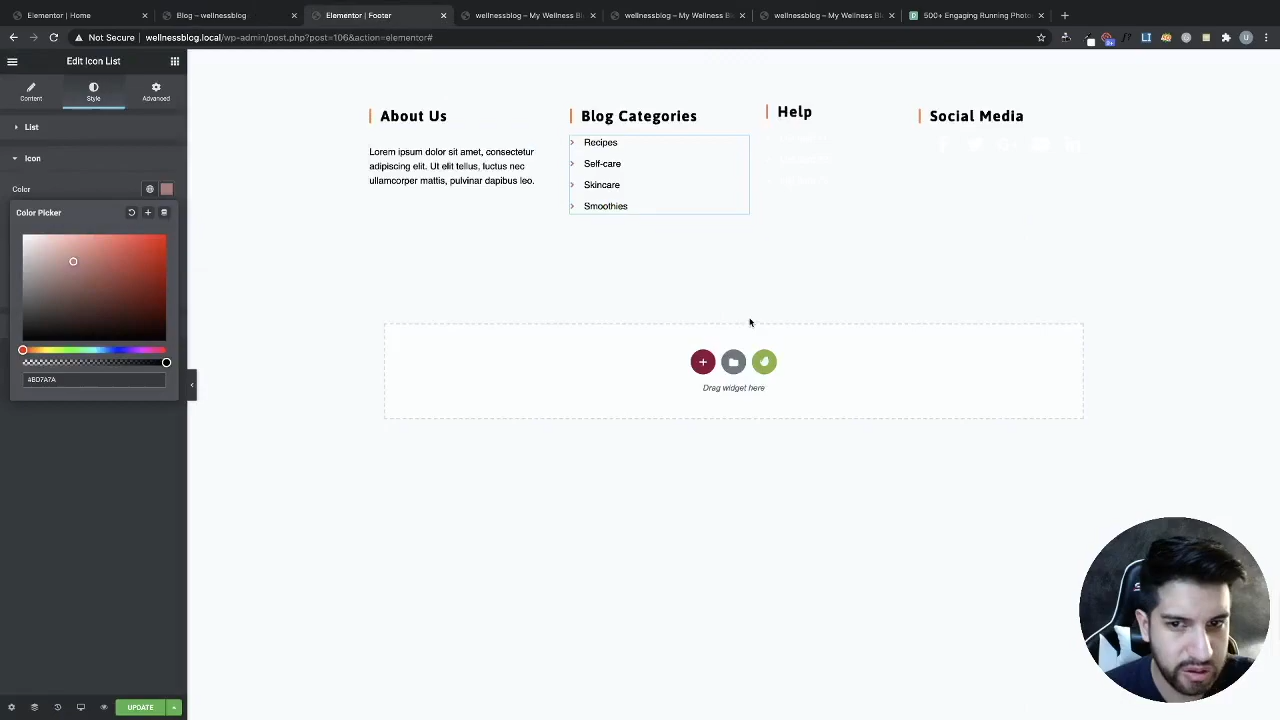 Elementor | Home
Blog – wellnessblog
Elementor | Footer
wellnessblog – My Wellness Bl
wellnessblog – My Wellness Bl
wellnessblog – My Wellness Bl
500+ Engaging Running Photo
Not Secure
wellnessblog.local/wp-admin/post.php?post=106&action=elementor#
Edit Icon List
Content
Style
Advanced
List
Icon
Color
Color Picker
#BD7A7A
UPDATE
About Us
Lorem ipsum dolor sit amet, consectetur
adipiscing elit. Ut elit tellus, luctus nec
ullamcorper mattis, pulvinar dapibus leo.
Blog Categories
Recipes
Self-care
Skincare
Smoothies
Help
Social Media
Drag widget here